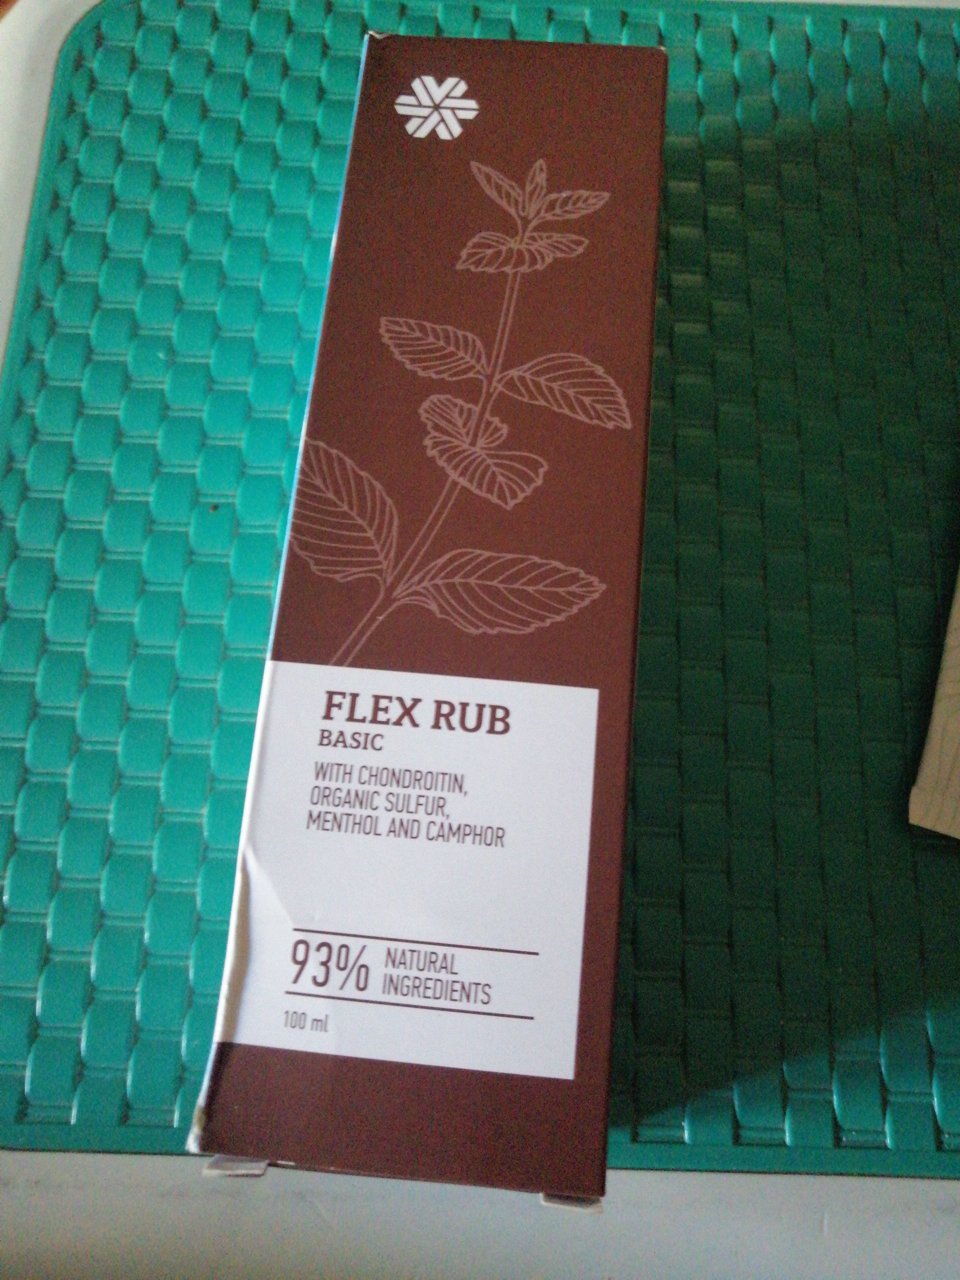 FLEX RUB
BASIC
WITH CHONDROITIN,
ORGANIC SULFUR,
MENTHOL AND CAMPHOR
93% NATURAL
INGREDIENTS
100 ml